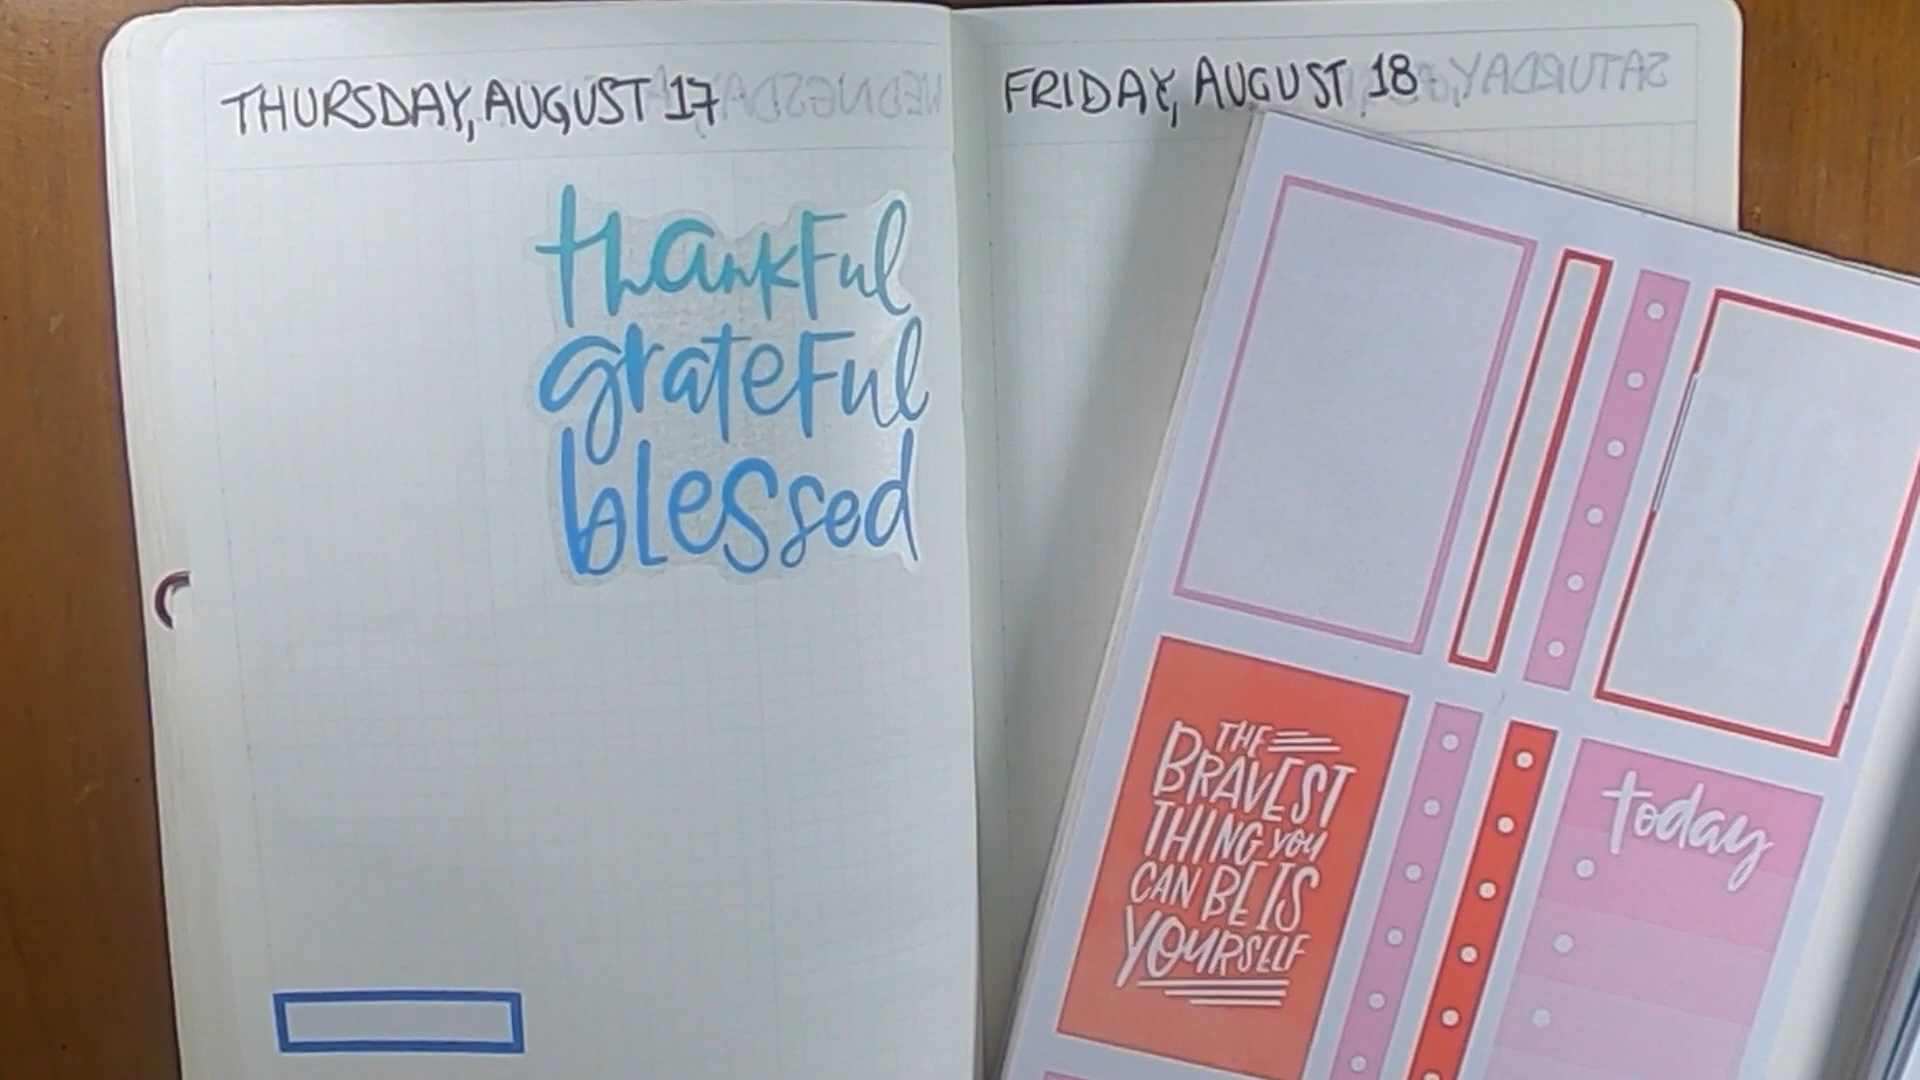 THURSDAY, AUGUST 17
thankful
grateful
blessed
FRIDAY, AUGUST 18
THE
BRAVEST
THING YOU
CAN BE IS
YOURSELF
today